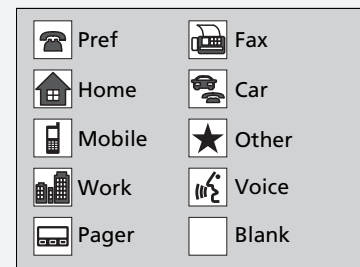 Pref
Fax
Home
Car
Mobile
Other
Work
Voice
Pager
Blank